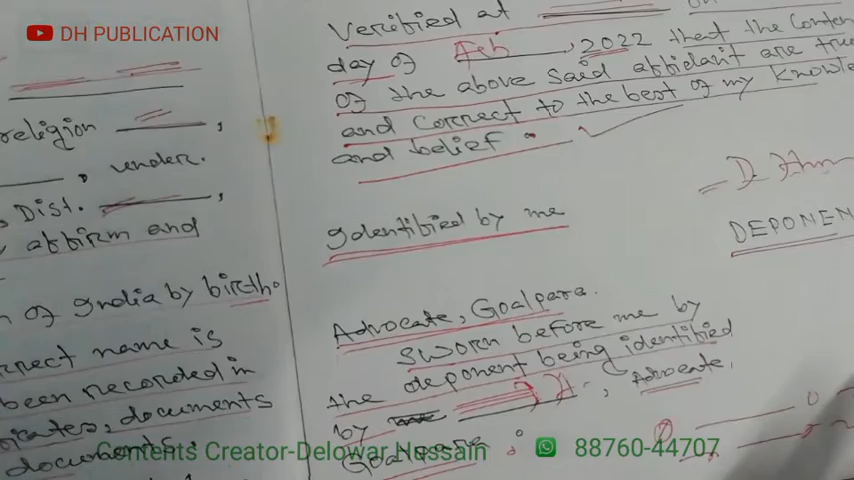 DH PUBLICATION
religion ,
, under.
Dist. ,
affirm and
of India by birth.
rrect name is
been recorded in
documents
documents.
Verified at on
day of Feb , 2022 that the Conten
of the above said affidavit are true
and Correct to the best of my Knowle
and belief.
Identified by me
DEPONEN
Advocate, Goalpara.
Sworn before me by
the deponent being identified
by , Advocate,
Goalpara.
Contents Creator-Delowar Hussain 88760-44707